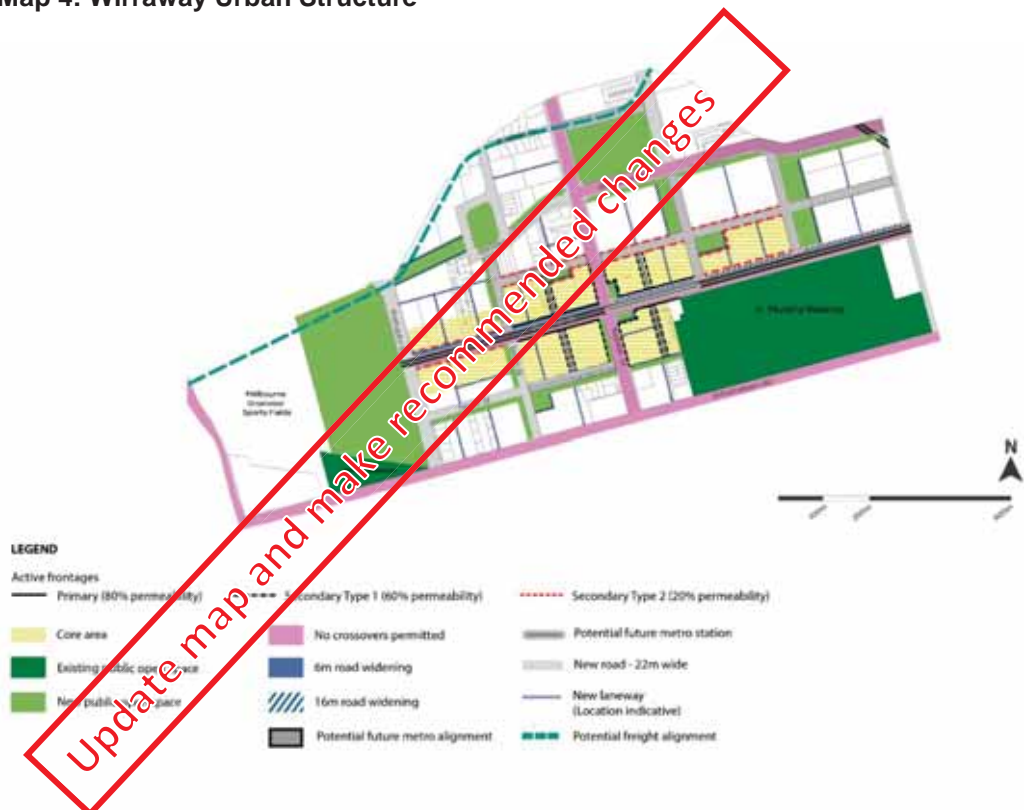 Map 4: Wirraway Urban Structure
Update map and make recommended changes
Melbourne
Grammar
Sports Fields
JL Murphy Reserve
N
LEGEND
Active frontages
Primary (80% permeability)
Secondary Type 1 (60% permeability)
Secondary Type 2 (20% permeability)
Core area
No crossovers permitted
Potential future metro station
Existing public open space
6m road widening
New road - 22m wide
New public open space
16m road widening
New laneway
(Location indicative)
Potential future metro alignment
Potential freight alignment